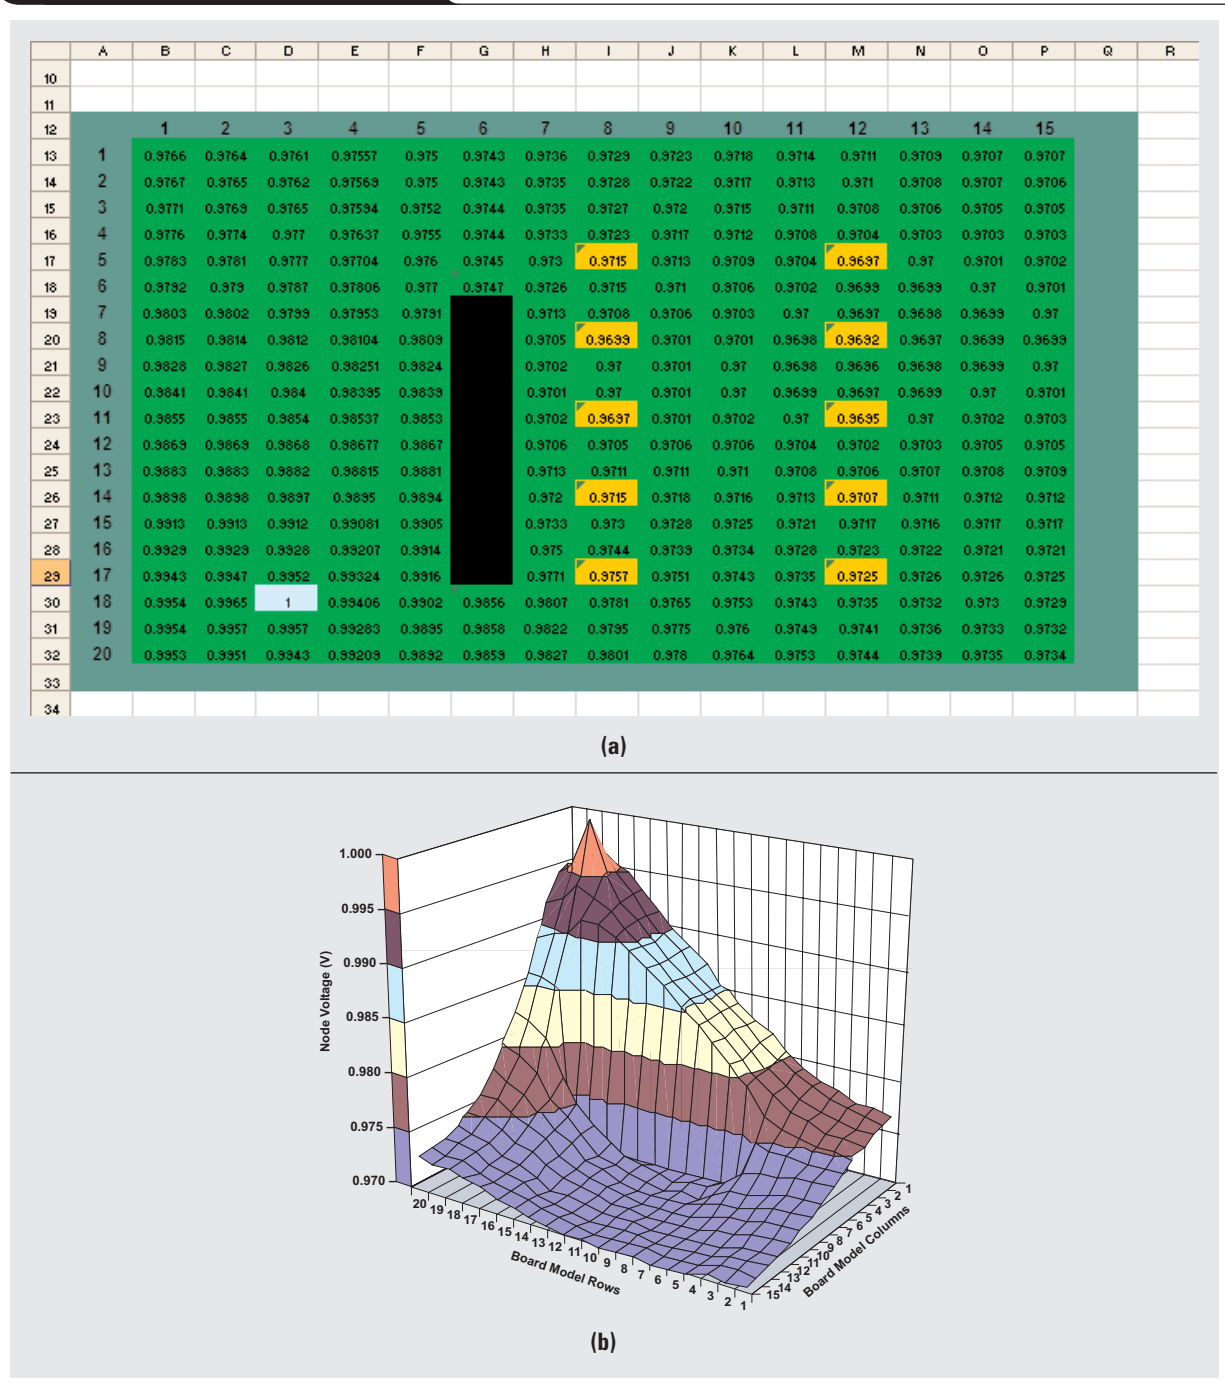 A B C D E F G H I J K L M N O P Q R
10
11
12 1 2 3 4 5 6 7 8 9 10 11 12 13 14 15
13 1 0.9766 0.9764 0.9761 0.97557 0.975 0.9743 0.9736 0.9729 0.9723 0.9718 0.9714 0.9711 0.9709 0.9707 0.9707
14 2 0.9767 0.9765 0.9762 0.97569 0.975 0.9743 0.9735 0.9728 0.9722 0.9717 0.9713 0.971 0.9708 0.9707 0.9706
15 3 0.9771 0.9769 0.9765 0.97594 0.9752 0.9744 0.9735 0.9727 0.972 0.9715 0.9711 0.9708 0.9706 0.9705 0.9705
16 4 0.9776 0.9774 0.977 0.97637 0.9755 0.9744 0.9733 0.9723 0.9717 0.9712 0.9708 0.9704 0.9703 0.9703 0.9703
17 5 0.9783 0.9781 0.9777 0.97704 0.976 0.9745 0.973 0.9715 0.9713 0.9709 0.9704 0.9697 0.97 0.9701 0.9702
18 6 0.9792 0.979 0.9787 0.97806 0.977 0.9747 0.9726 0.9715 0.971 0.9706 0.9702 0.9699 0.9699 0.97 0.9701
19 7 0.9803 0.9802 0.9799 0.97953 0.9791 0.9713 0.9708 0.9706 0.9703 0.97 0.9697 0.9698 0.9699 0.97
20 8 0.9815 0.9814 0.9812 0.98104 0.9809 0.9705 0.9699 0.9701 0.9701 0.9698 0.9692 0.9697 0.9699 0.9699
21 9 0.9828 0.9827 0.9826 0.98251 0.9824 0.9702 0.97 0.9701 0.97 0.9698 0.9696 0.9698 0.9699 0.97
22 10 0.9841 0.9841 0.984 0.98395 0.9839 0.9701 0.97 0.9701 0.97 0.9699 0.9697 0.9699 0.97 0.9701
23 11 0.9855 0.9855 0.9854 0.98537 0.9853 0.9702 0.9697 0.9701 0.9702 0.97 0.9695 0.97 0.9702 0.9703
24 12 0.9869 0.9869 0.9868 0.98677 0.9867 0.9706 0.9705 0.9706 0.9706 0.9704 0.9702 0.9703 0.9705 0.9705
25 13 0.9883 0.9883 0.9882 0.98815 0.9881 0.9713 0.9711 0.9711 0.971 0.9708 0.9706 0.9707 0.9708 0.9709
26 14 0.9898 0.9898 0.9897 0.9895 0.9894 0.972 0.9715 0.9718 0.9716 0.9713 0.9707 0.9711 0.9712 0.9712
27 15 0.9913 0.9913 0.9912 0.99081 0.9905 0.9733 0.973 0.9728 0.9725 0.9721 0.9717 0.9716 0.9717 0.9717
28 16 0.9929 0.9929 0.9928 0.99207 0.9914 0.975 0.9744 0.9739 0.9734 0.9728 0.9723 0.9722 0.9721 0.9721
29 17 0.9943 0.9947 0.9952 0.99324 0.9916 0.9771 0.9757 0.9751 0.9743 0.9735 0.9725 0.9726 0.9726 0.9725
30 18 0.9954 0.9965 1 0.99406 0.9902 0.9856 0.9807 0.9781 0.9765 0.9753 0.9743 0.9735 0.9732 0.973 0.9729
31 19 0.9954 0.9957 0.9957 0.99283 0.9895 0.9858 0.9822 0.9795 0.9775 0.976 0.9749 0.9741 0.9736 0.9733 0.9732
32 20 0.9953 0.9951 0.9943 0.99209 0.9892 0.9859 0.9827 0.9801 0.978 0.9764 0.9753 0.9744 0.9739 0.9735 0.9734
33
34
(a)
1.000
0.995
0.990
0.985
0.980
0.975
0.970
Node Voltage (V)
20 19 18 17 16 15 14 13 12 11 10 9 8 7 6 5 4 3 2 1
Board Model Rows
15 14 13 12 11 10 9 8 7 6 5 4 3 2 1
Board Model Columns
(b)